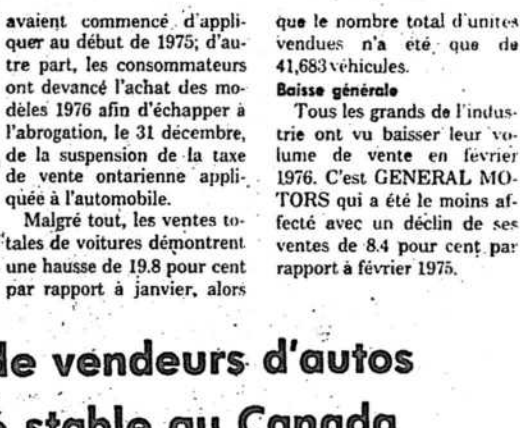 avaient commencé d'appli-
quer au début de 1975; d'au-
tre part, les consommateurs
ont devancé l'achat des mo-
dèles 1976 afin d'échapper à
l'abrogation, le 31 décembre,
de la suspension de la taxe
de vente ontarienne appli-
quée à l'automobile.
Malgré tout, les ventes to-
tales de voitures démontrent
une hausse de 19.8 pour cent
par rapport à janvier, alors
que le nombre total d'unités
vendues n'a été que de
41,683 véhicules.
Baisse générale
Tous les grands de l'indus-
trie ont vu baisser leur vo-
lume de vente en février
1976. C'est GENERAL MO-
TORS qui a été le moins af-
fecté avec un déclin de ses
ventes de 8.4 pour cent par
rapport à février 1975.
de vendeurs d'autos
stable au Canada